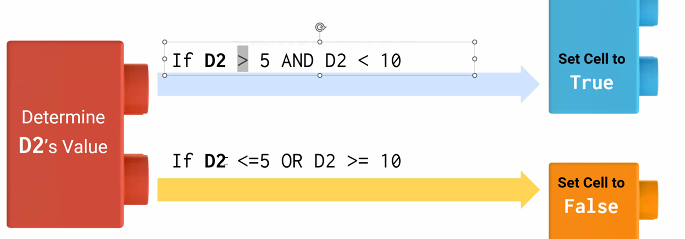 Determine
D2's Value
If D2 > 5 AND D2 < 10
Set Cell to
True
If D2 <=5 OR D2 >= 10
Set Cell to
False